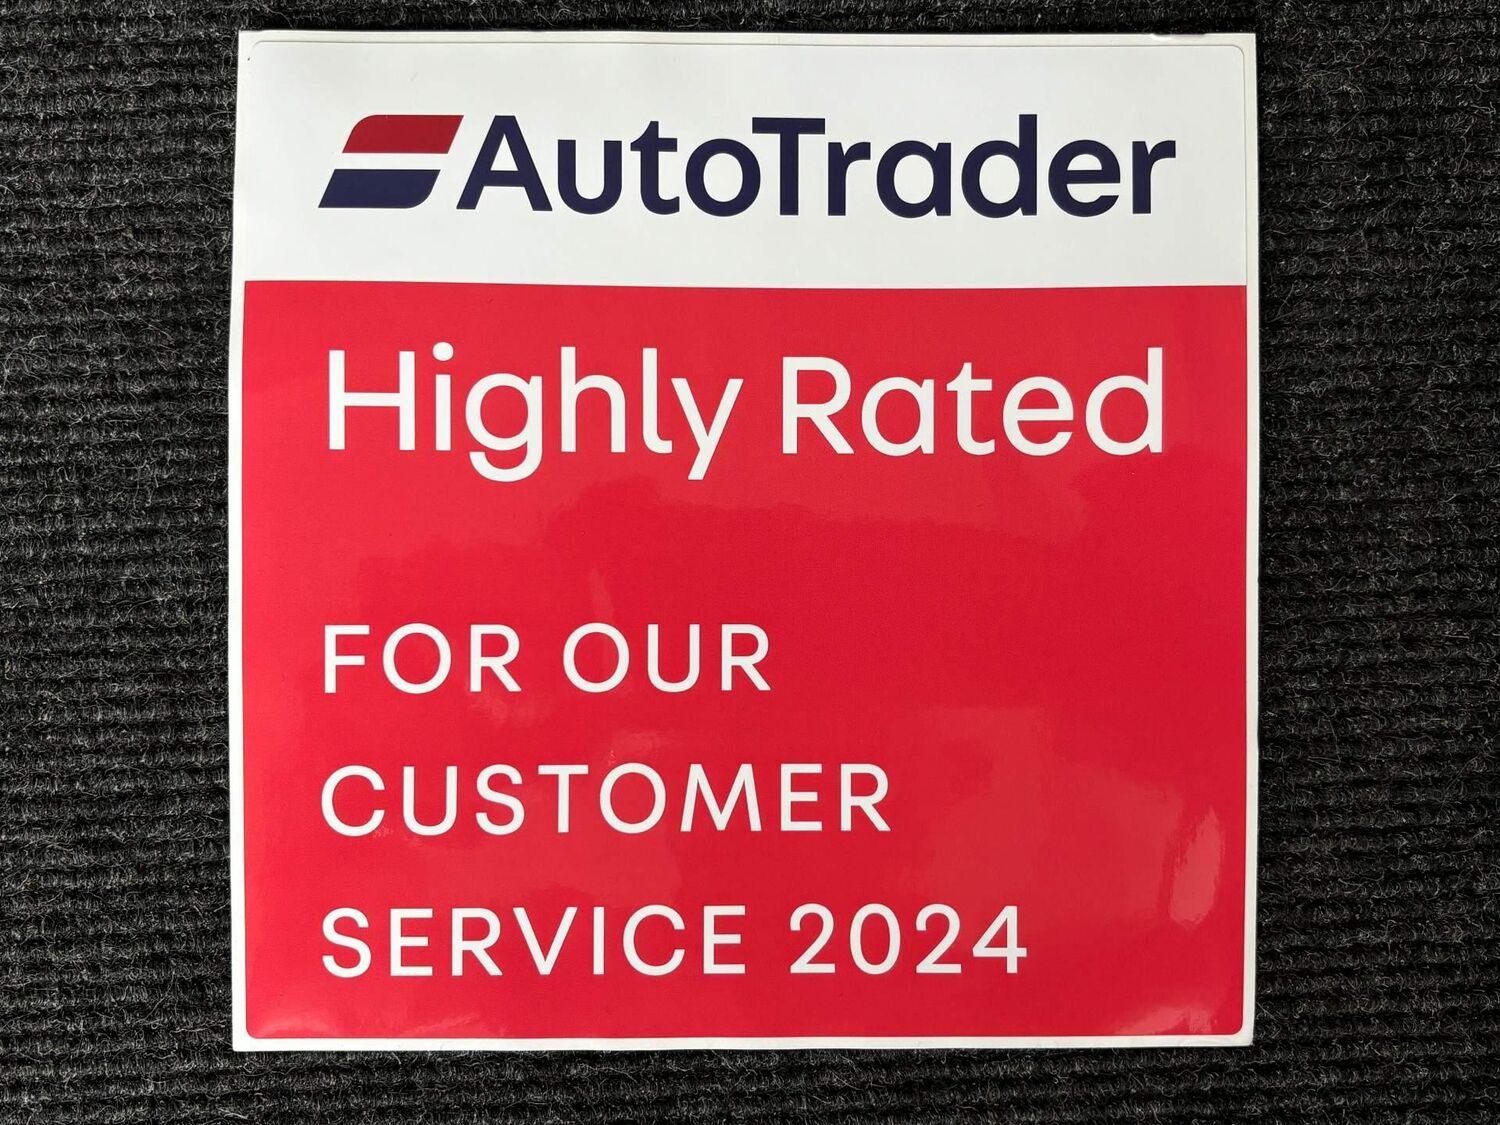 AutoTrader
Highly Rated
FOR OUR
CUSTOMER
SERVICE 2024